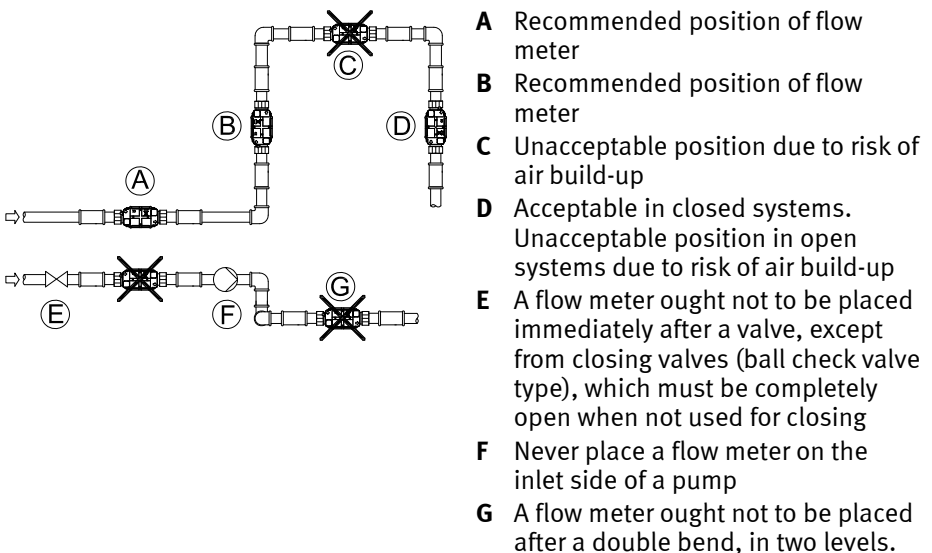 A
B
C
D
E
F
G
A Recommended position of flow
meter
B Recommended position of flow
meter
C Unacceptable position due to risk of
air build-up
D Acceptable in closed systems.
Unacceptable position in open
systems due to risk of air build-up
E A flow meter ought not to be placed
immediately after a valve, except
from closing valves (ball check valve
type), which must be completely
open when not used for closing
F Never place a flow meter on the
inlet side of a pump
G A flow meter ought not to be placed
after a double bend, in two levels.